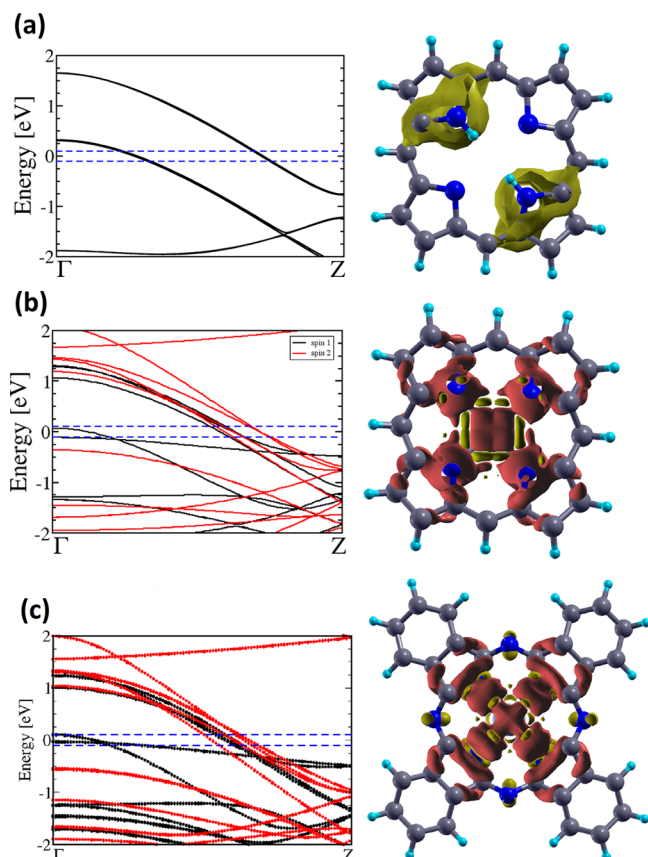 (a)
2
1
0
-1
-2
Energy [eV]
Γ
Z
(b)
2
1
0
-1
-2
Energy [eV]
spin 1
spin 2
Γ
Z
(c)
2
1
0
-1
-2
Energy [eV]
Γ
Z